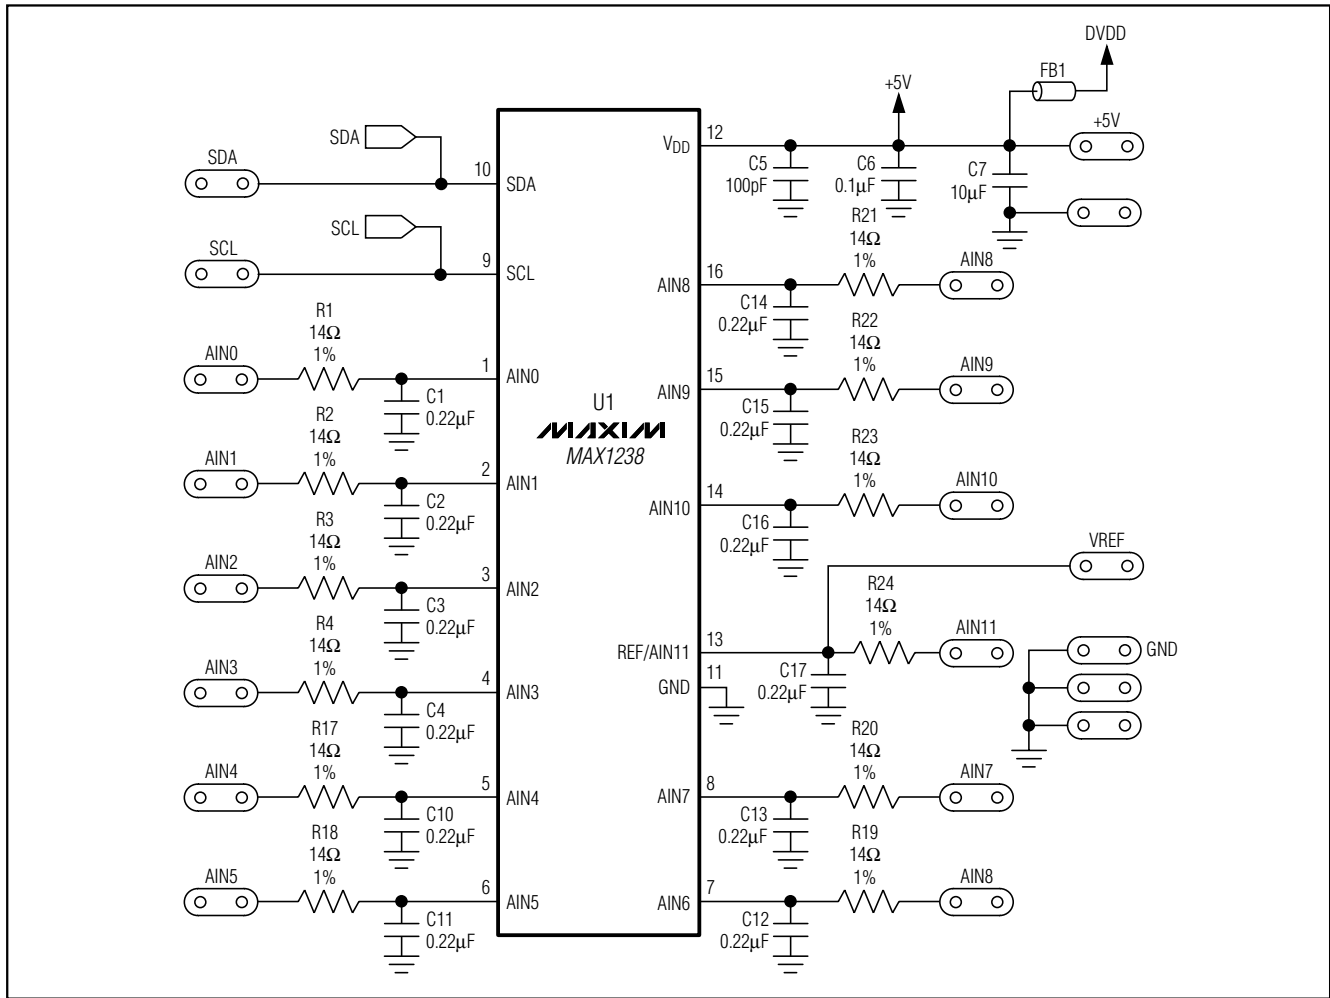 DVDD
FB1
+5V
+5V
SDA
SDA
10
SDA
VDD
12
C5
100pF
C6
0.1µF
C7
10µF
SCL
SCL
9
SCL
R21
14Ω
1%
AIN8
16
AIN8
C14
0.22µF
R1
14Ω
1%
AIN0
1
AIN0
C1
0.22µF
R22
14Ω
1%
AIN9
15
AIN9
C15
0.22µF
U1
MAXIM
MAX1238
R2
14Ω
1%
AIN1
2
AIN1
C2
0.22µF
R23
14Ω
1%
AIN10
14
AIN10
C16
0.22µF
R3
14Ω
1%
AIN2
3
AIN2
C3
0.22µF
VREF
R24
14Ω
1%
AIN11
REF/AIN11
13
C17
0.22µF
GND
11
GND
R4
14Ω
1%
AIN3
4
AIN3
C4
0.22µF
R17
14Ω
1%
AIN4
5
AIN4
C10
0.22µF
R20
14Ω
1%
AIN7
8
AIN7
C13
0.22µF
R18
14Ω
1%
AIN5
6
AIN5
C11
0.22µF
R19
14Ω
1%
AIN8
7
AIN6
C12
0.22µF